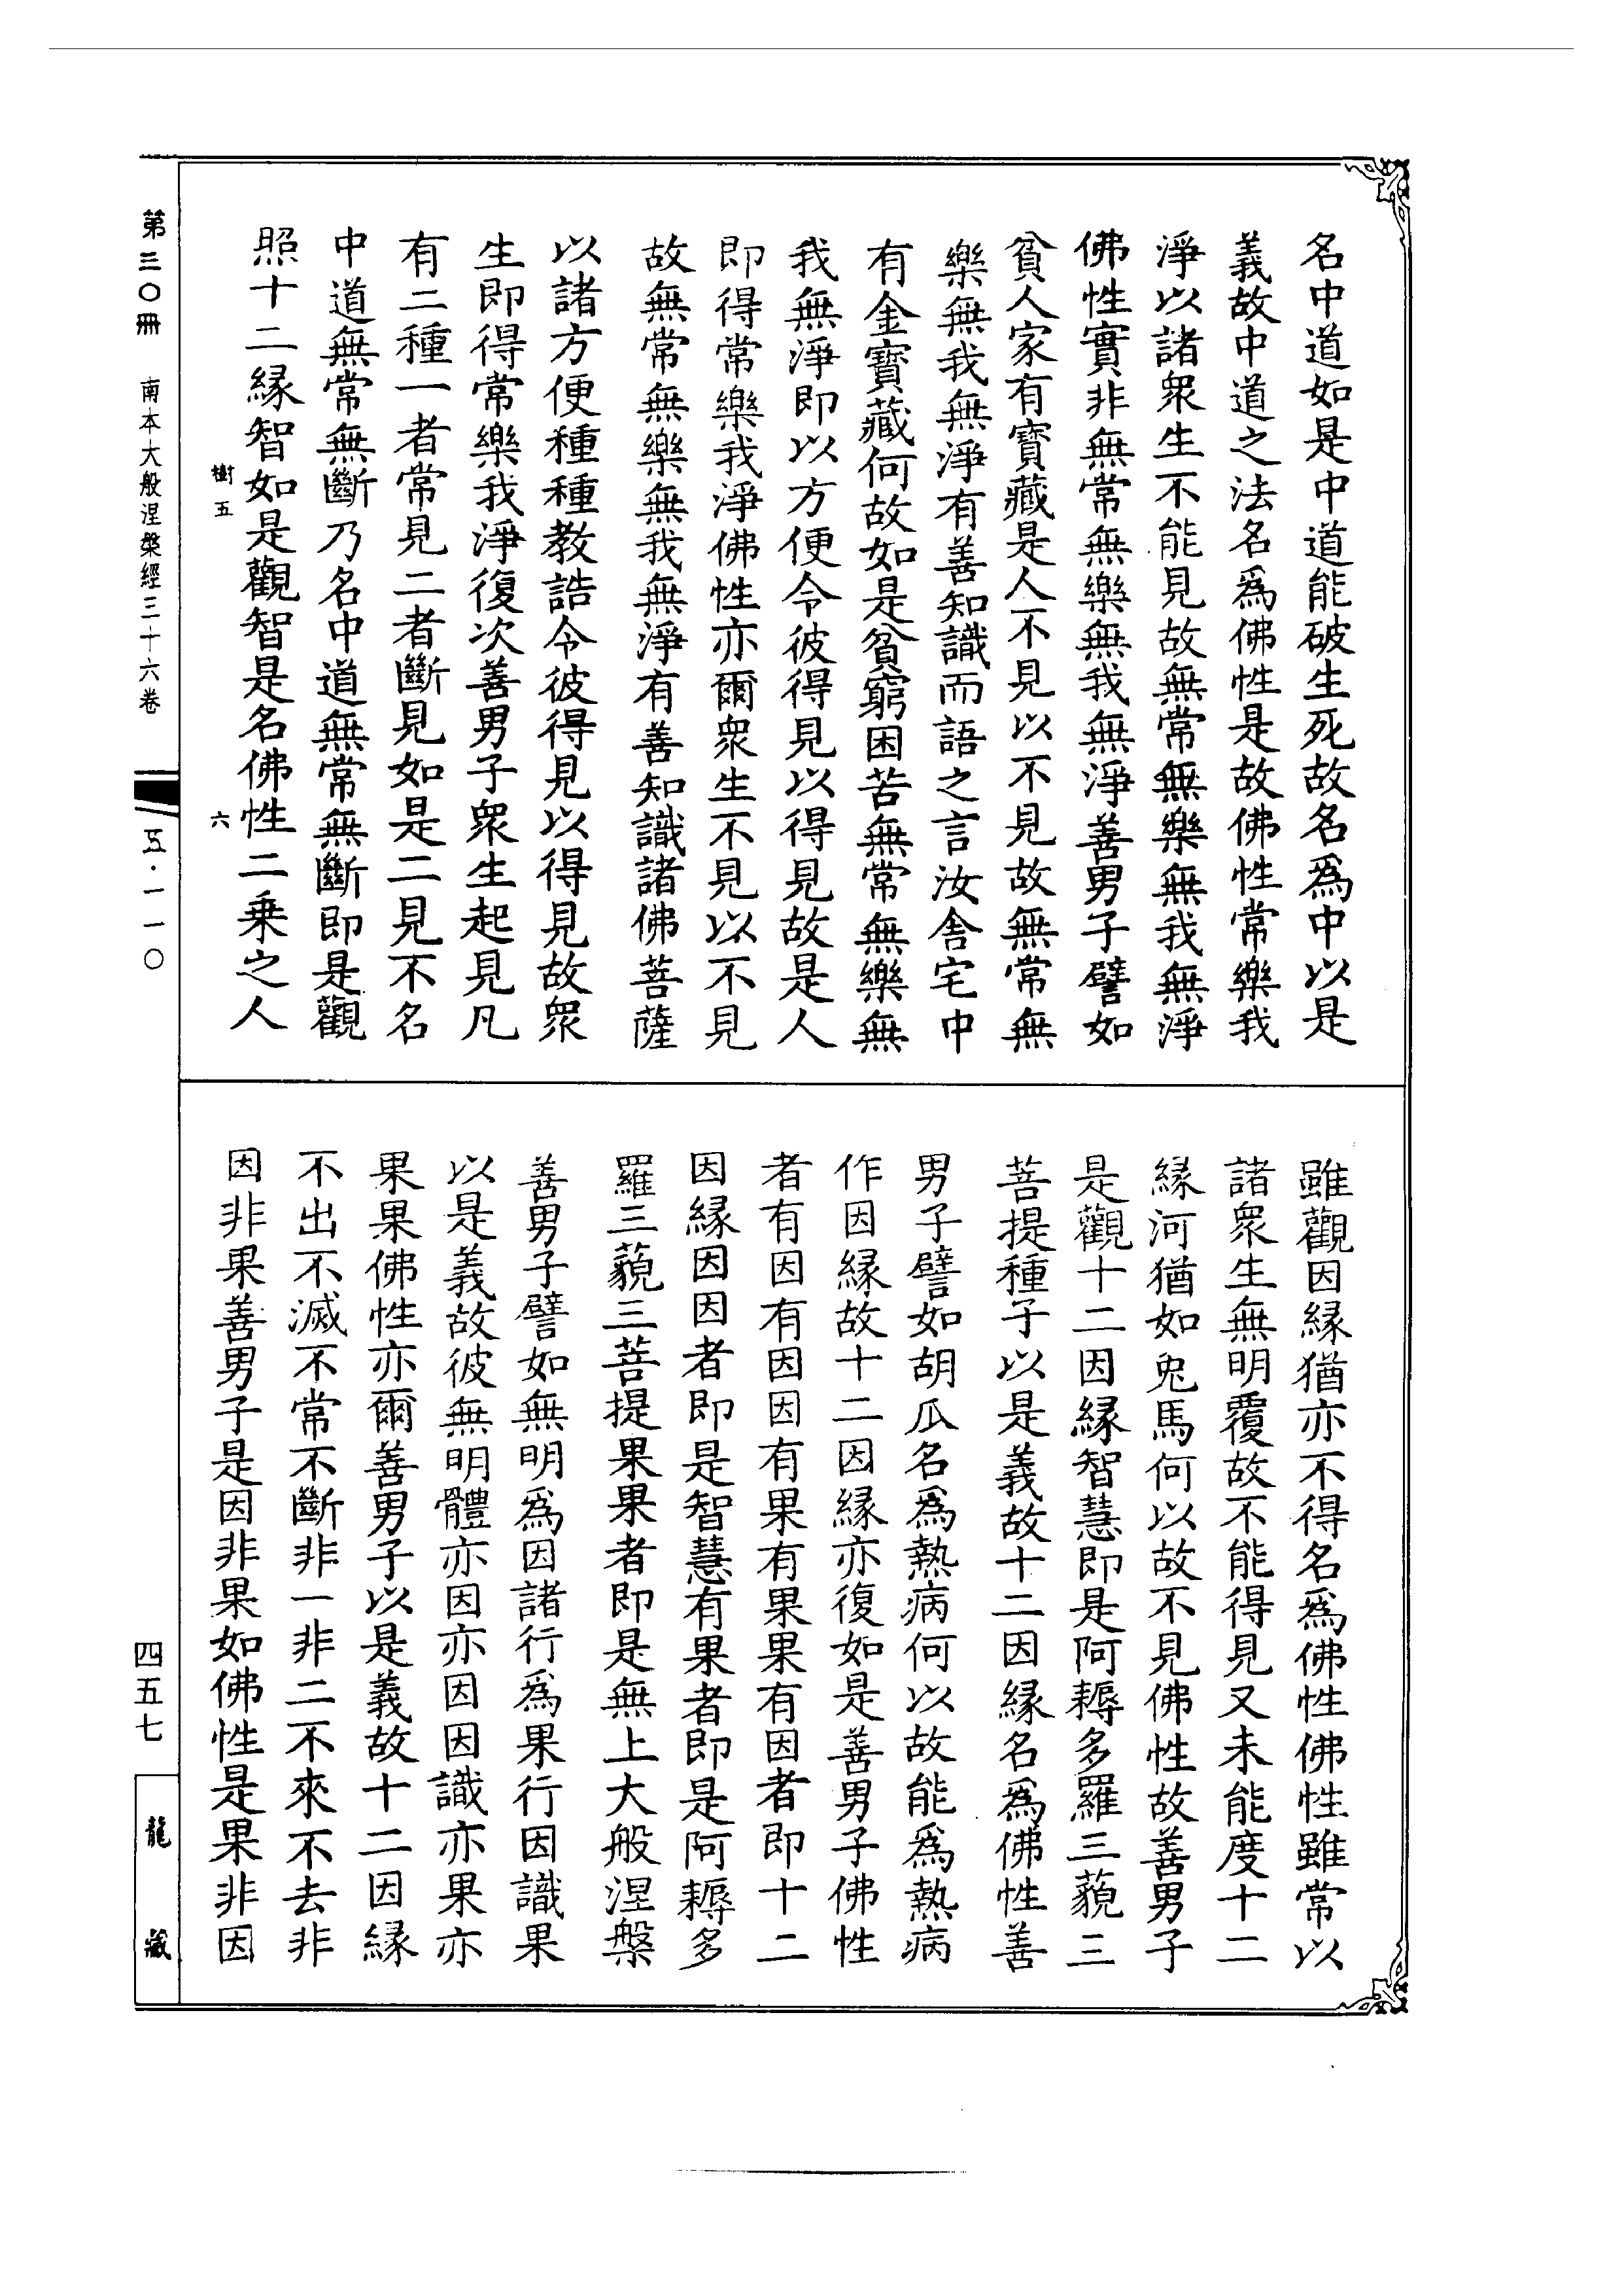 名中道如是中道能破生死故名爲中以是
義故中道之法名爲佛性是故佛性常樂我
淨以諸衆生不能見故無常無樂無我無淨
佛性實非無常無樂無我無淨善男子譬如
貧人家有寶藏是人不見以不見故無常無
樂無我無淨有善知識而語之言汝舍宅中
有金寶藏何故如是貧窮困苦無常無樂無
我無淨即以方便令彼得見以得見故是人
即得常樂我淨佛性亦爾衆生不見以不見
故無常無樂無我無淨有善知識諸佛菩薩
以諸方便種種教誥令彼得見以得見故衆
生即得常樂我淨復次善男子衆生起見凡
有二種一者常見二者斷見如是二見不名
中道無常無斷乃名中道無常無斷即是觀
照十二緣智如是觀智是名佛性二乘之人
樹五
六
雖觀因緣猶亦不得名爲佛性佛性雖常以
諸衆生無明覆故不能得見又未能度十二
緣河猶如兔馬何以故不見佛性故善男子
是觀十二因緣智慧即是阿耨多羅三藐三
菩提種子以是義故十二因緣名爲佛性善
男子譬如胡瓜名爲熱病何以故能爲熱病
作因緣故十二因緣亦復如是善男子佛性
者有因有因因有果有果果有因者即十二
因緣因因者即是智慧有果者即是阿耨多
羅三藐三菩提果果者即是無上大般涅槃
善男子譬如無明爲因諸行爲果行因識果
以是義故彼無明體亦因亦因因識亦果亦
果果佛性亦爾善男子以是義故十二因緣
不出不滅不常不斷非一非二不來不去非
因非果善男子是因非果如佛性是果非因
第三〇冊 南本大般涅槃經三十六卷
五·一一〇
四五七
龍藏